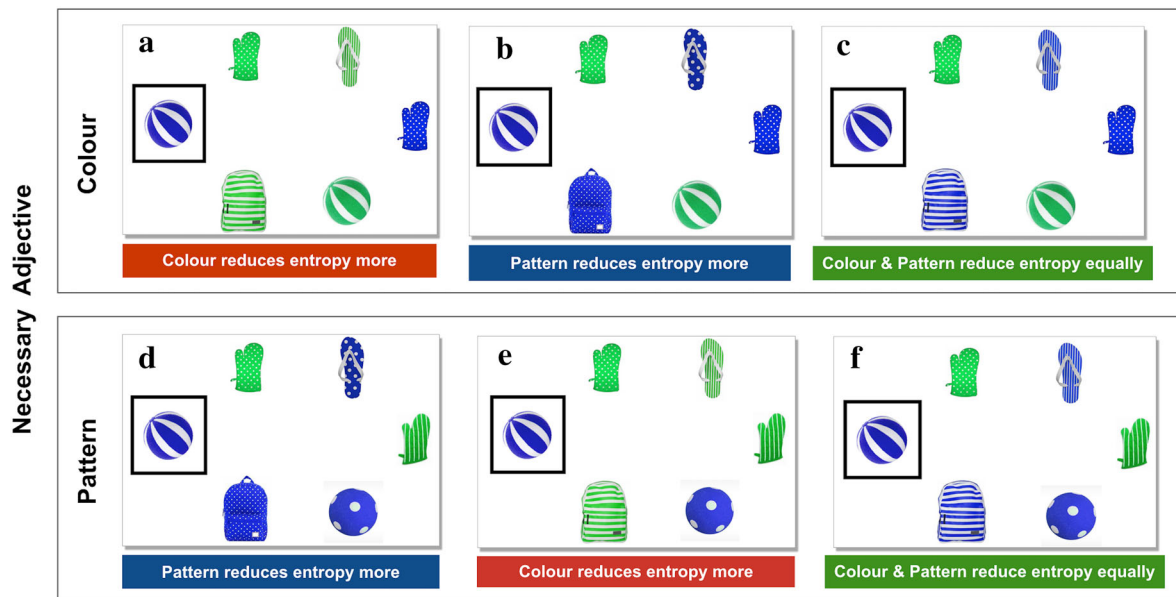 Necessary Adjective
Colour
a
b
c
Colour reduces entropy more
Pattern reduces entropy more
Colour & Pattern reduce entropy equally
Pattern
d
e
f
Pattern reduces entropy more
Colour reduces entropy more
Colour & Pattern reduce entropy equally